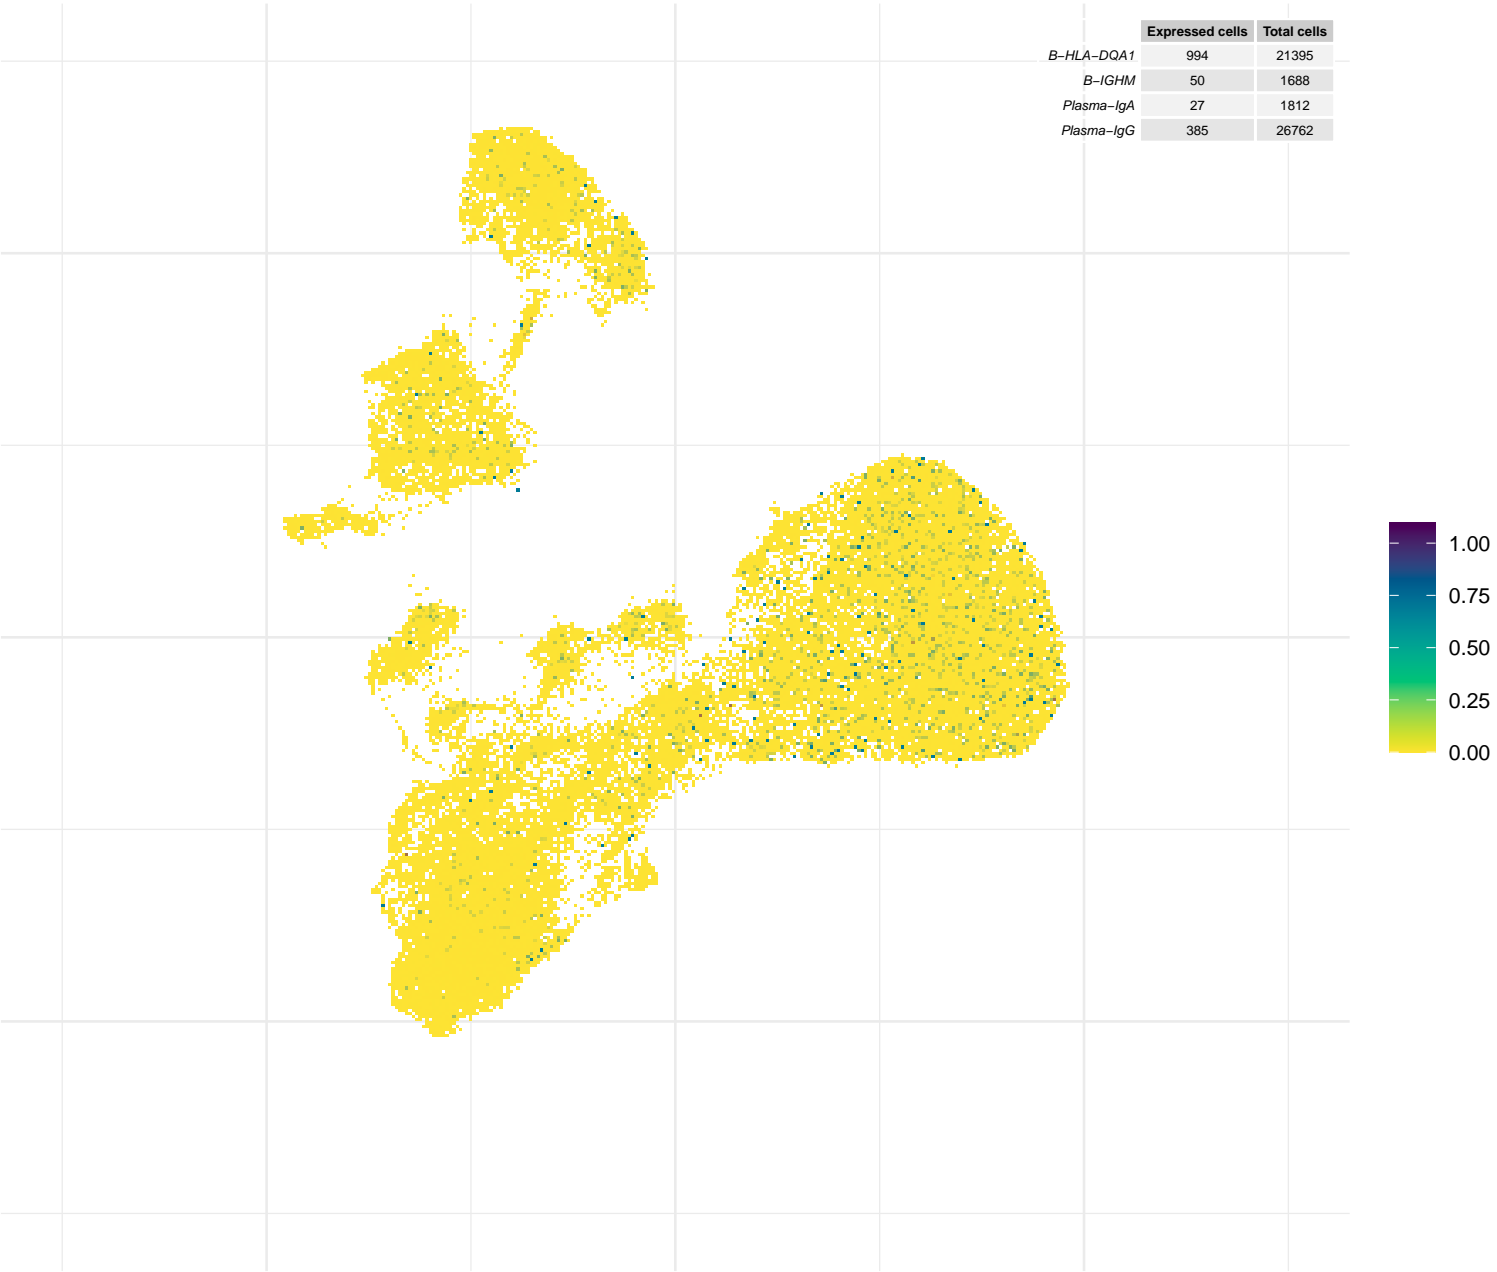 Expressed cells Total cells
B−HLA−DQA1 994 21395
B−IGHM 50 1688
Plasma−IgA 27 1812
Plasma−IgG 385 26762
1.00
0.75
0.50
0.25
0.00